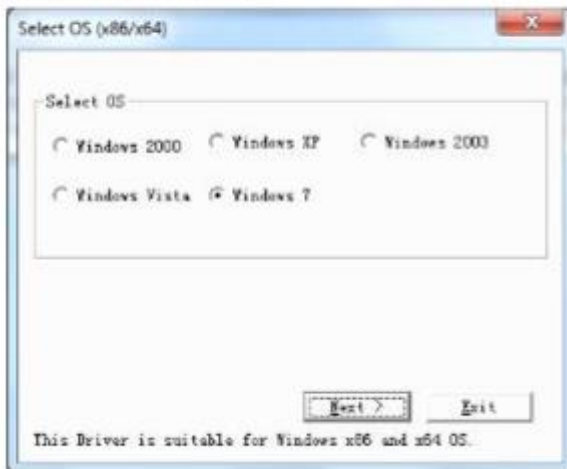 Select OS (x86/x64)
Select OS
Windows 2000 Windows XP Windows 2003
Windows Vista Windows 7
Next > Exit
This Driver is suitable for Windows x86 and x64 OS.